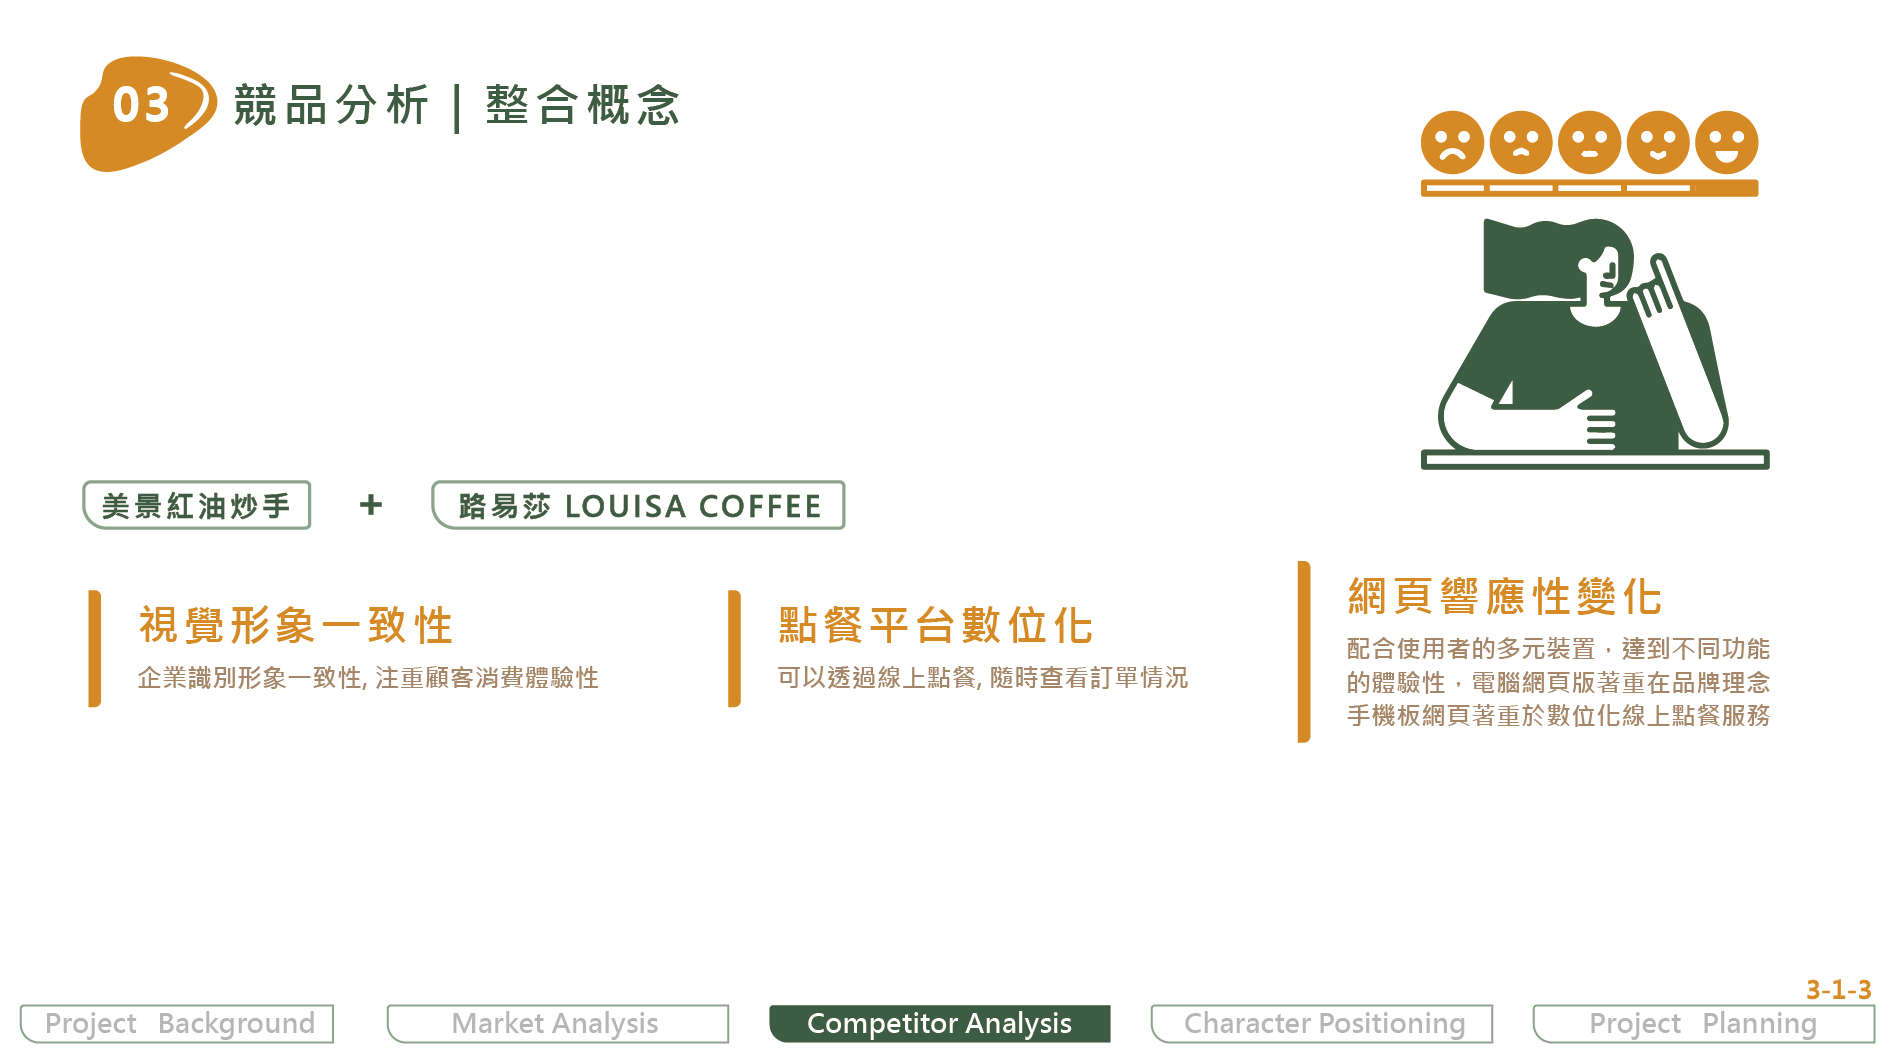 03
競品分析 | 整合概念
美景紅油炒手 + 路易莎 LOUISA COFFEE
視覺形象一致性
企業識別形象一致性, 注重顧客消費體驗性
點餐平台數位化
可以透過線上點餐, 隨時查看訂單情況
網頁響應性變化
配合使用者的多元裝置，達到不同功能
的體驗性，電腦網頁版著重在品牌理念
手機板網頁著重於數位化線上點餐服務
3-1-3
Project Background
Market Analysis
Competitor Analysis
Character Positioning
Project Planning